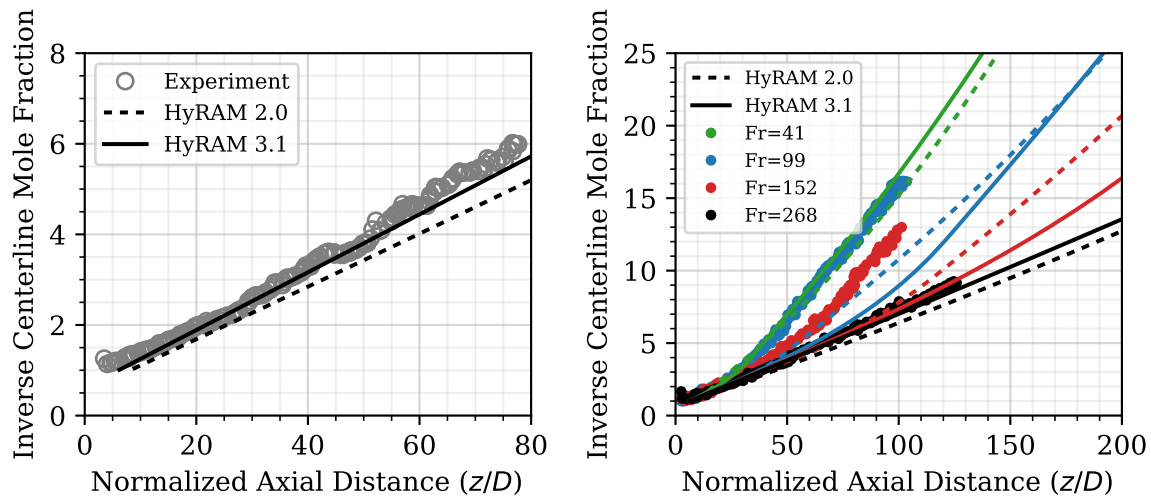 Inverse Centerline Mole Fraction
8
6
4
2
0
Experiment
HyRAM 2.0
HyRAM 3.1
0 20 40 60 80
Normalized Axial Distance (z/D)
Inverse Centerline Mole Fraction
25
20
15
10
5
0
HyRAM 2.0
HyRAM 3.1
Fr=41
Fr=99
Fr=152
Fr=268
0 50 100 150 200
Normalized Axial Distance (z/D)